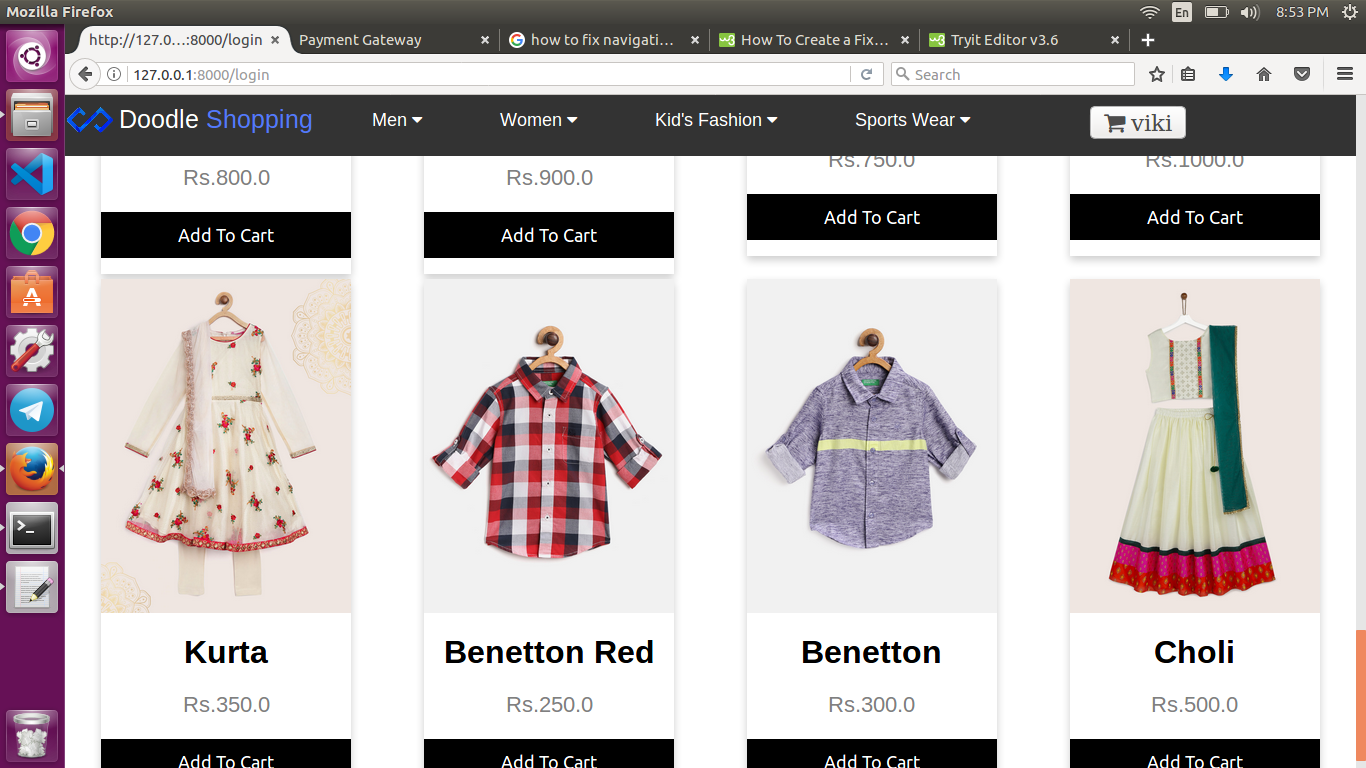 Mozilla Firefox
En
8:53 PM
http://127.0...:8000/login
Payment Gateway
how to fix navigati...
How To Create a Fix...
Tryit Editor v3.6
127.0.0.1:8000/login
Search
Doodle Shopping
Men
Women
Kid's Fashion
Sports Wear
viki
Rs.800.0
Rs.900.0
Rs.750.0
Rs.1000.0
Add To Cart
Add To Cart
Add To Cart
Add To Cart
Kurta
Benetton Red
Benetton
Choli
Rs.350.0
Rs.250.0
Rs.300.0
Rs.500.0
Add To Cart
Add To Cart
Add To Cart
Add To Cart